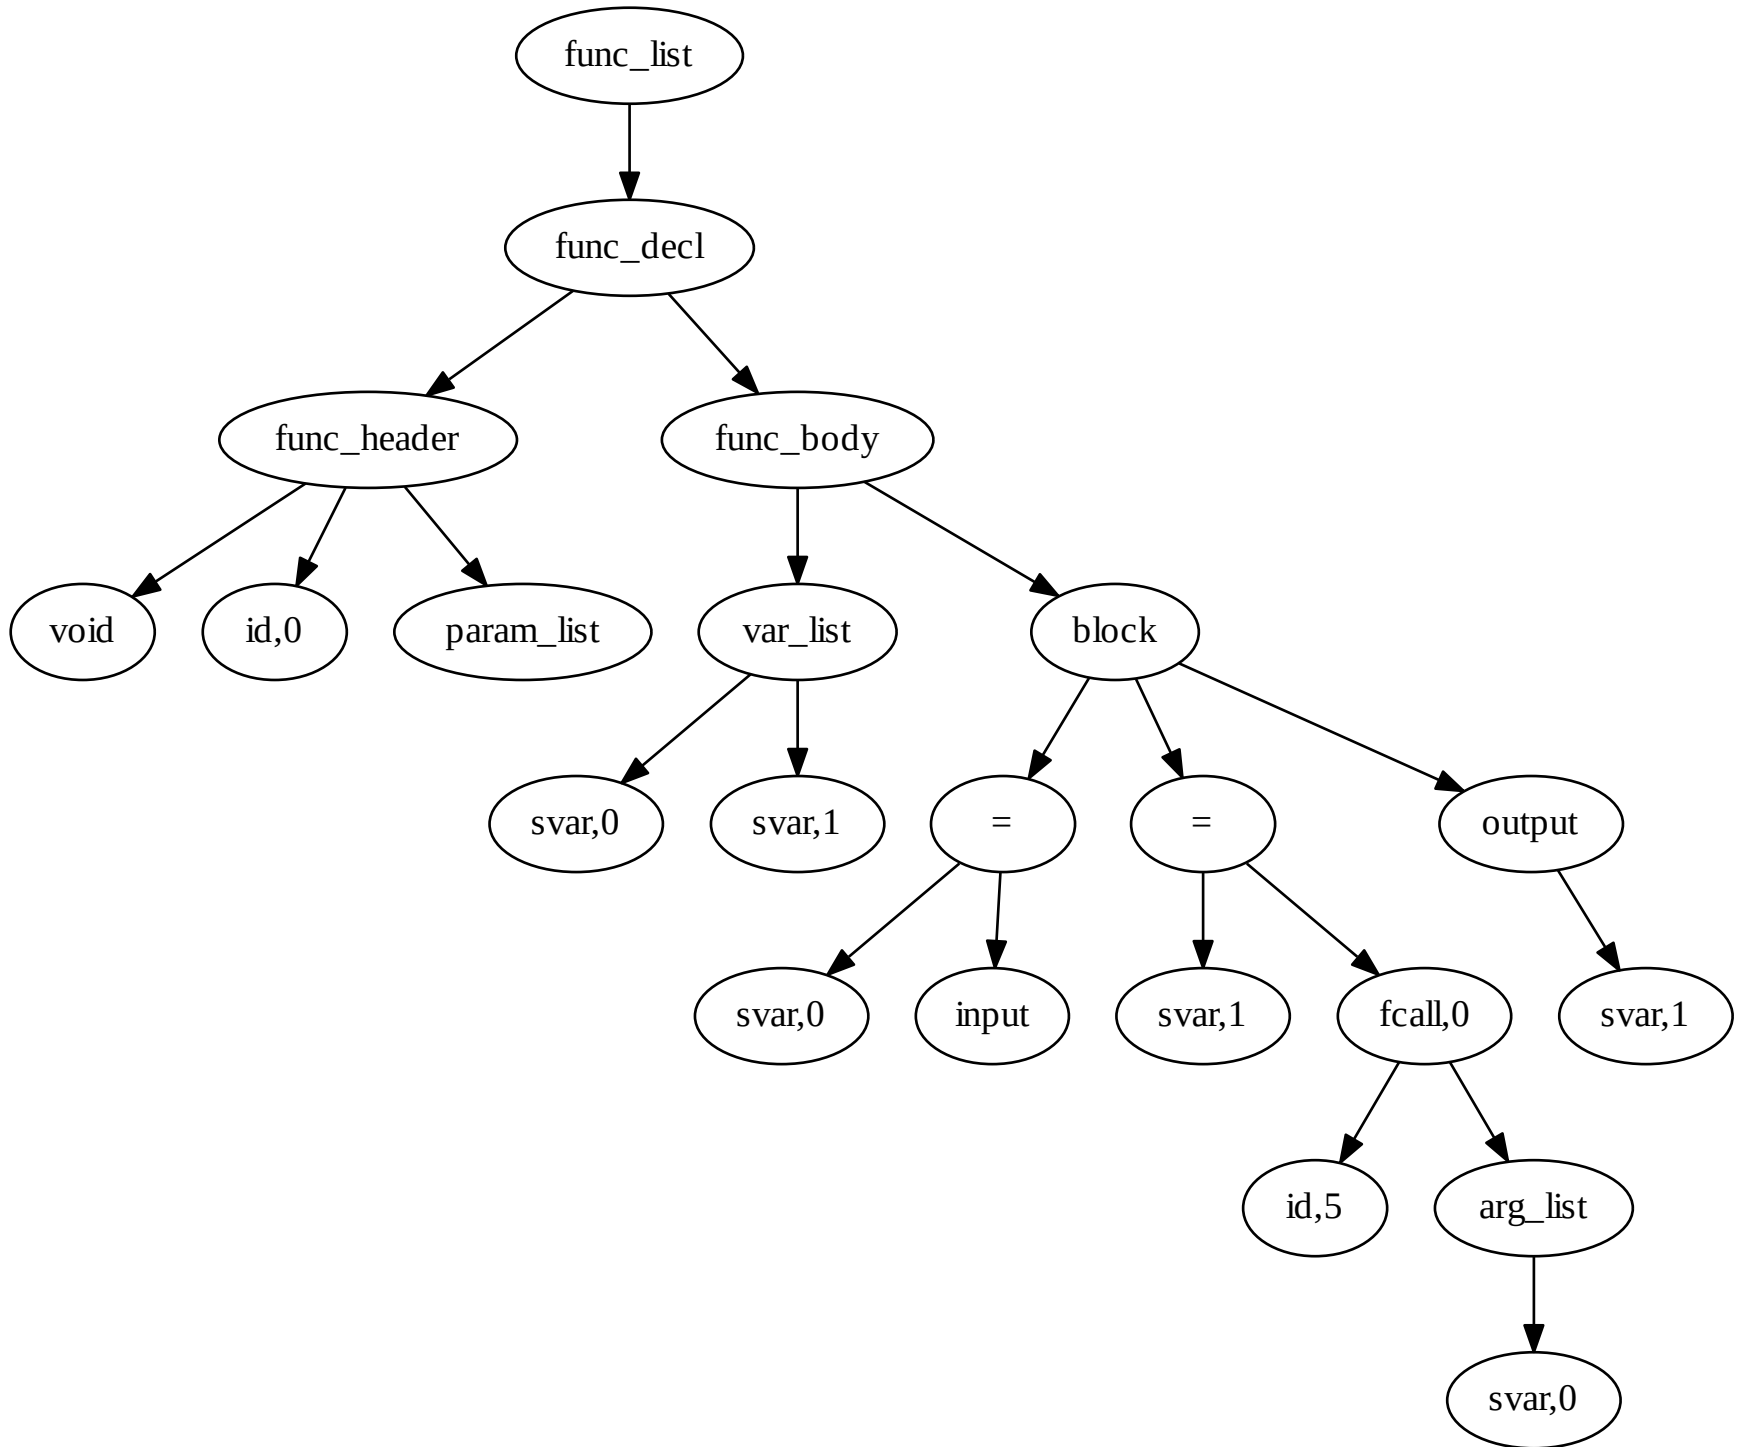 func_list
func_decl
func_header
func_body
void
id,0
param_list
var_list
block
svar,0
svar,1
=
=
output
svar,0
input
svar,1
fcall,0
svar,1
id,5
arg_list
svar,0